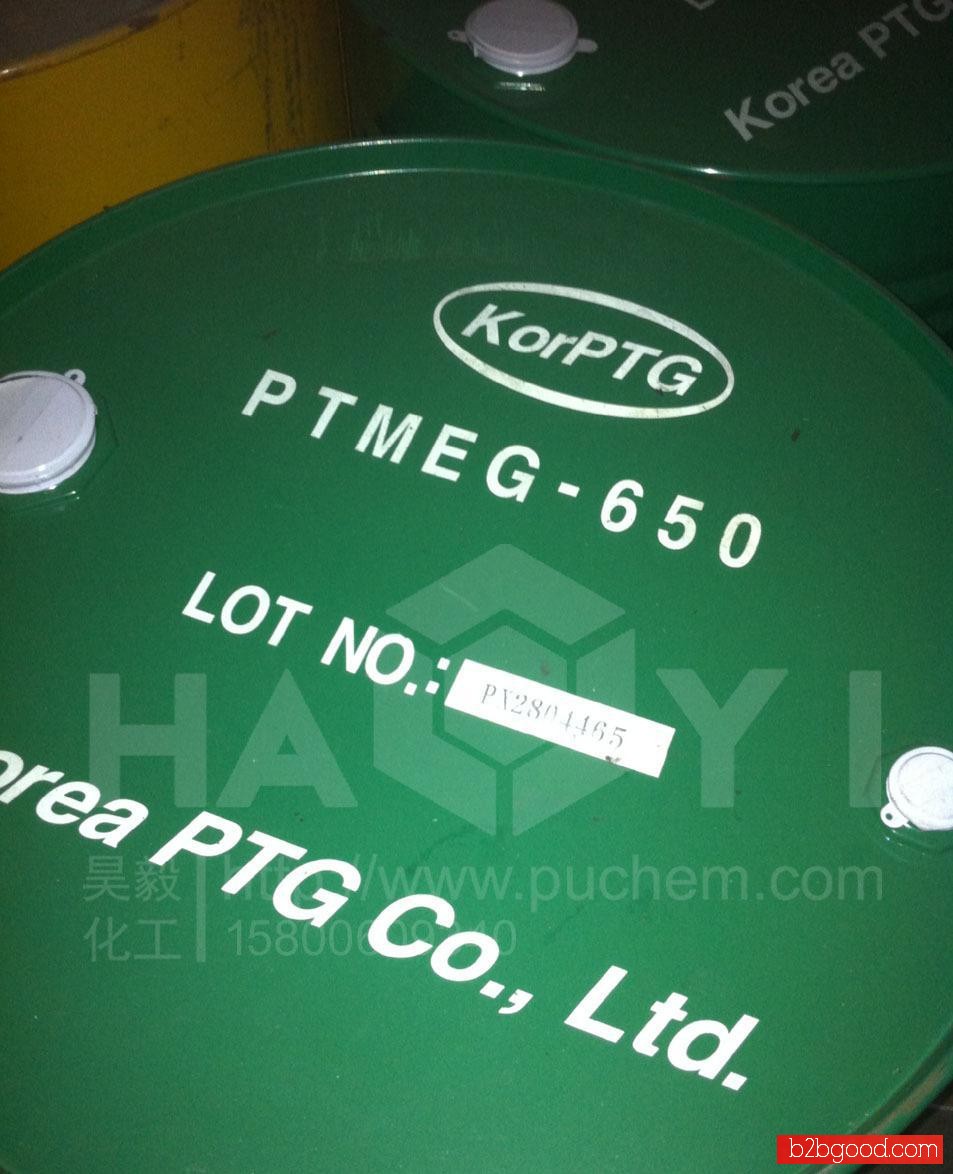 Korea PTG
KorPTG
PTMEG-650
LOT NO.: PX2804465
orea PTG Co., Ltd.
HAOYI
昊毅 http://www.puchem.com
化工
b2bgood.com